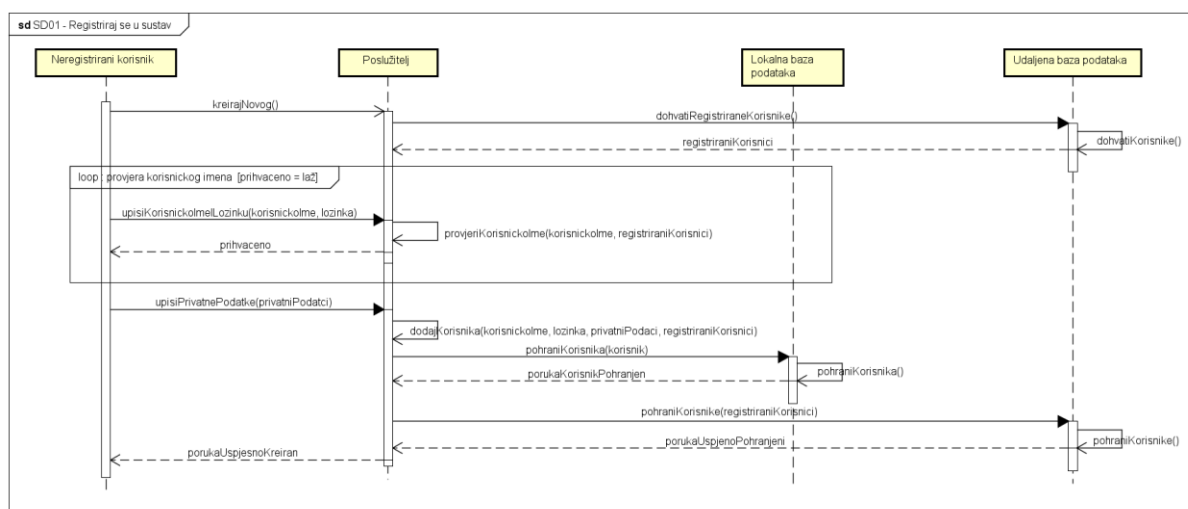 sd SD01 - Registriraj se u sustav
Neregistrirani korisnik
Poslužitelj
Lokalna baza
podataka
Udaljena baza podataka
kreirajNovog()
dohvatiRegistriraneKorisnike()
dohvatiKorisnike()
registriraniKorisnici
loop : provjera korisnickog imena [prihvaceno = laž]
upisiKorisnickoImeILozinku(korisnickoIme, lozinka)
provjeriKorisnickoIme(korisnickoIme, registriraniKorisnici)
prihvaceno
upisiPrivatnePodatke(privatniPodatci)
dodajKorisnika(korisnickoIme, lozinka, privatniPodaci, registriraniKorisnici)
pohraniKorisnika(korisnik)
pohraniKorisnika()
porukaKorisnikPohranjen
pohraniKorisnike(registriraniKorisnici)
porukaUspjenoPohranjeni
pohraniKorisnike()
porukaUspjesnoKreiran